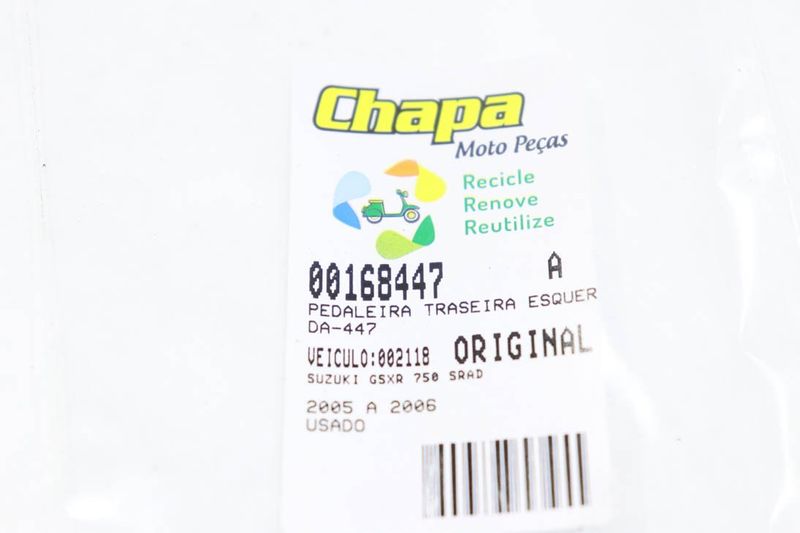 Chapa
Moto Peças
Recicle
Renove
Reutilize
00168447 A
PEDALEIRA TRASEIRA ESQUER
DA-447
VEICULO:002118 ORIGINAL
SUZUKI GSXR 750 SRAD
2005 A 2006
USADO